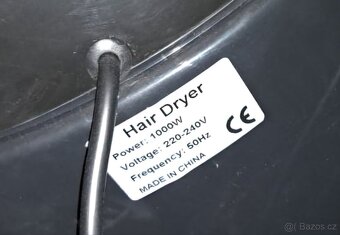 Hair Dryer
Power: 1000W
Voltage: 220-240V
Frequency: 50Hz
MADE IN CHINA
CE
Bazos.cz